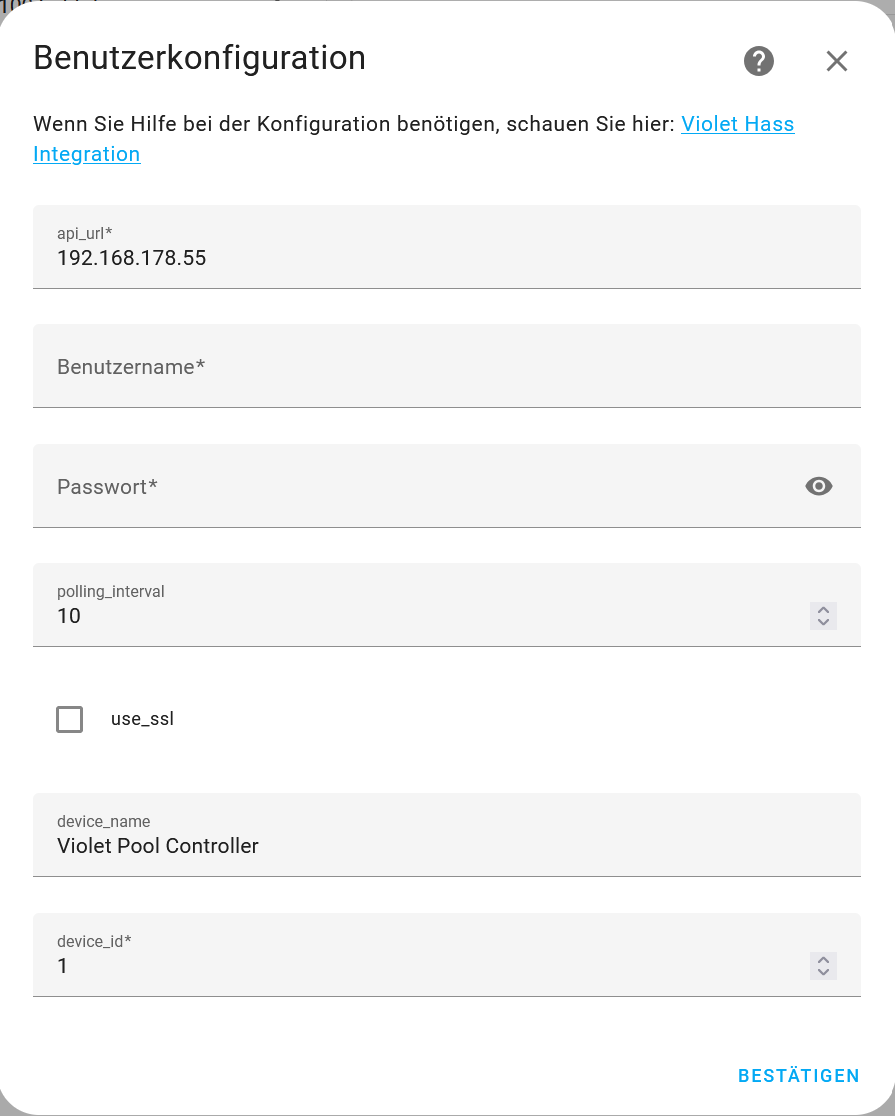 Benutzerkonfiguration
Wenn Sie Hilfe bei der Konfiguration benötigen, schauen Sie hier: Violet Hass
Integration
api_url*
192.168.178.55
Benutzername*
Passwort*
polling_interval
10
use_ssl
device_name
Violet Pool Controller
device_id*
1
BESTÄTIGEN